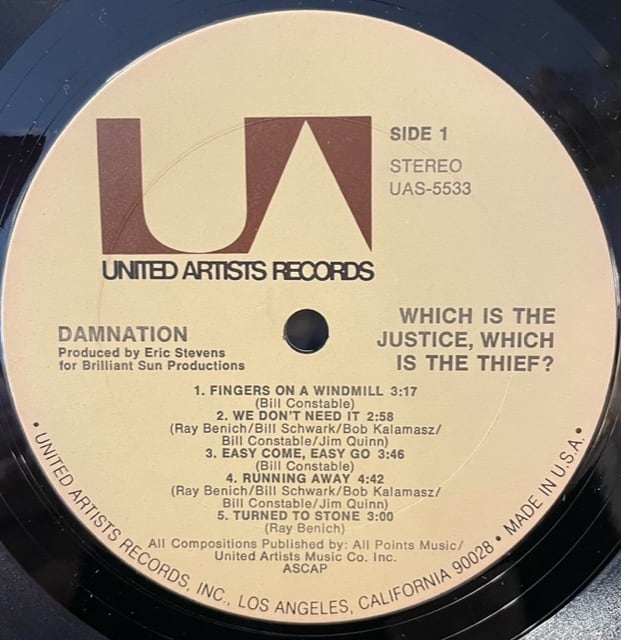 UA
SIDE 1
STEREO
UAS-5533
UNITED ARTISTS RECORDS
DAMNATION
Produced by Eric Stevens
for Brilliant Sun Productions
WHICH IS THE
JUSTICE, WHICH
IS THE THIEF?
1. FINGERS ON A WINDMILL 3:17
(Bill Constable)
2. WE DON'T NEED IT 2:58
(Ray Benich/Bill Schwark/Bob Kalamasz/
Bill Constable/Jim Quinn)
3. EASY COME, EASY GO 3:46
(Bill Constable)
4. RUNNING AWAY 4:42
(Ray Benich/Bill Schwark/Bob Kalamasz/
Bill Constable/Jim Quinn)
5. TURNED TO STONE 3:00
(Ray Benich)
All Compositions Published by: All Points Music/
United Artists Music Co. Inc.
ASCAP
• UNITED ARTISTS RECORDS, INC., LOS ANGELES, CALIFORNIA 90028 • MADE IN U.S.A. •